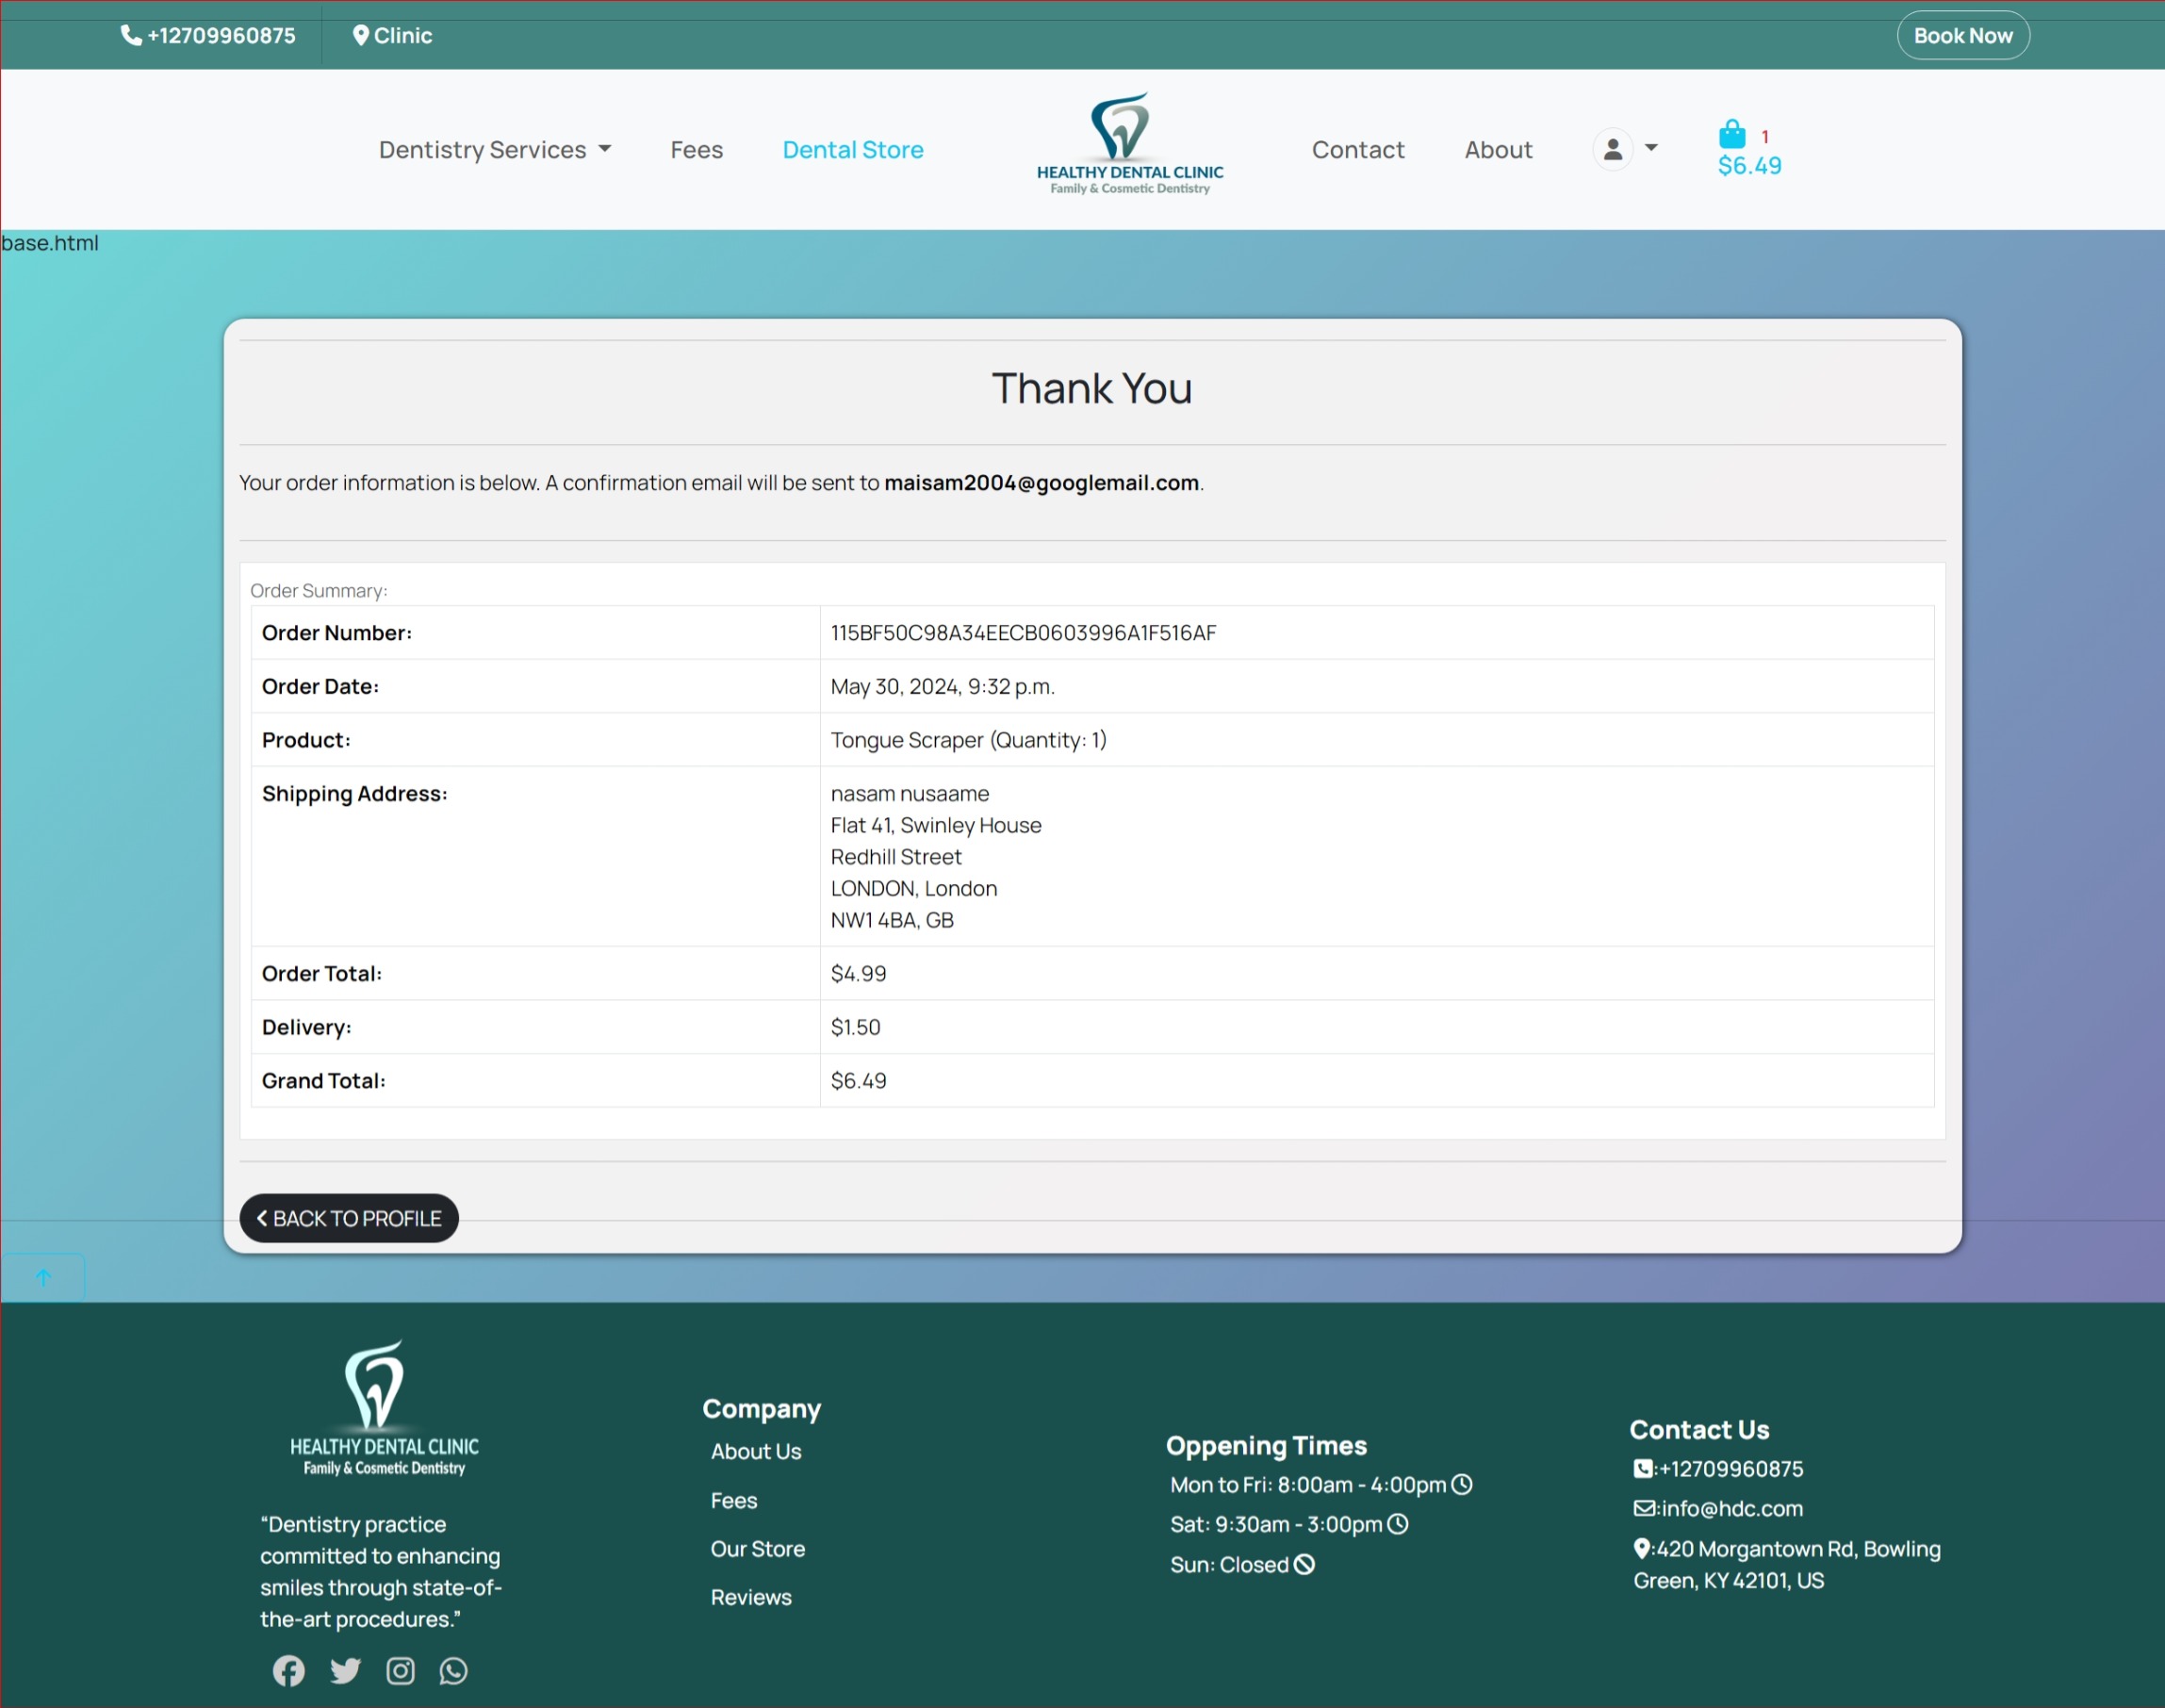 +12709960875
Clinic
Book Now
Dentistry Services
Fees
Dental Store
HEALTHY DENTAL CLINIC
Family & Cosmetic Dentistry
Contact
About
1
$6.49
base.html
Thank You
Your order information is below. A confirmation email will be sent to maisam2004@googlemail.com.
Order Summary:
Order Number: 115BF50C98A34EECB0603996A1F516AF
Order Date: May 30, 2024, 9:32 p.m.
Product: Tongue Scraper (Quantity: 1)
Shipping Address: nasam nusaame
Flat 41, Swinley House
Redhill Street
LONDON, London
NW1 4BA, GB
Order Total: $4.99
Delivery: $1.50
Grand Total: $6.49
BACK TO PROFILE
HEALTHY DENTAL CLINIC
Family & Cosmetic Dentistry
“Dentistry practice
committed to enhancing
smiles through state-of-
the-art procedures.”
Company
About Us
Fees
Our Store
Reviews
Oppening Times
Mon to Fri: 8:00am - 4:00pm
Sat: 9:30am - 3:00pm
Sun: Closed
Contact Us
:+12709960875
:info@hdc.com
:420 Morgantown Rd, Bowling
Green, KY 42101, US